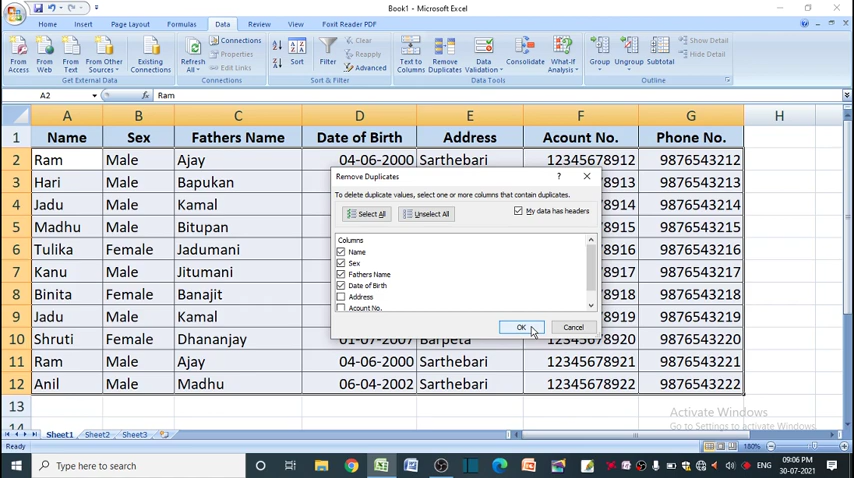 Book1 - Microsoft Excel
Home Insert Page Layout Formulas Data Review View Foxit Reader PDF
From Access
From Web
From Text
From Other Sources
Existing Connections
Refresh All
Connections
Properties
Edit Links
Sort
Filter
Clear
Reapply
Advanced
Text to Columns
Remove Duplicates
Data Validation
Consolidate
What-If Analysis
Group
Ungroup
Subtotal
Show Detail
Hide Detail
Get External Data Connections Sort & Filter Data Tools Outline
A2 fx Ram
A B C D E F G H
1 Name Sex Fathers Name Date of Birth Address Acount No. Phone No.
2 Ram Male Ajay 04-06-2000 Sarthebari 12345678912 9876543212
3 Hari Male Bapukan 9876543213
4 Jadu Male Kamal 9876543214
5 Madhu Male Bitupan 9876543215
6 Tulika Female Jadumani 9876543216
7 Kanu Male Jitumani 9876543217
8 Binita Female Banajit 9876543218
9 Jadu Male Kamal 9876543219
10 Shruti Female Dhananjay 01-07-2007 Barpeta 12345678920 9876543220
11 Ram Male Ajay 04-06-2000 Sarthebari 12345678921 9876543221
12 Anil Male Madhu 06-04-2002 Sarthebari 12345678922 9876543222
13
14
Remove Duplicates ?
To delete duplicate values, select one or more columns that contain duplicates.
Select All Unselect All My data has headers
Columns
Name
Sex
Fathers Name
Date of Birth
Address
Acount No.
OK Cancel
Activate Windows
Go to Settings to activate Windows.
Sheet1 Sheet2 Sheet3
Ready 180%
Type here to search
ENG
09:06 PM
30-07-2021